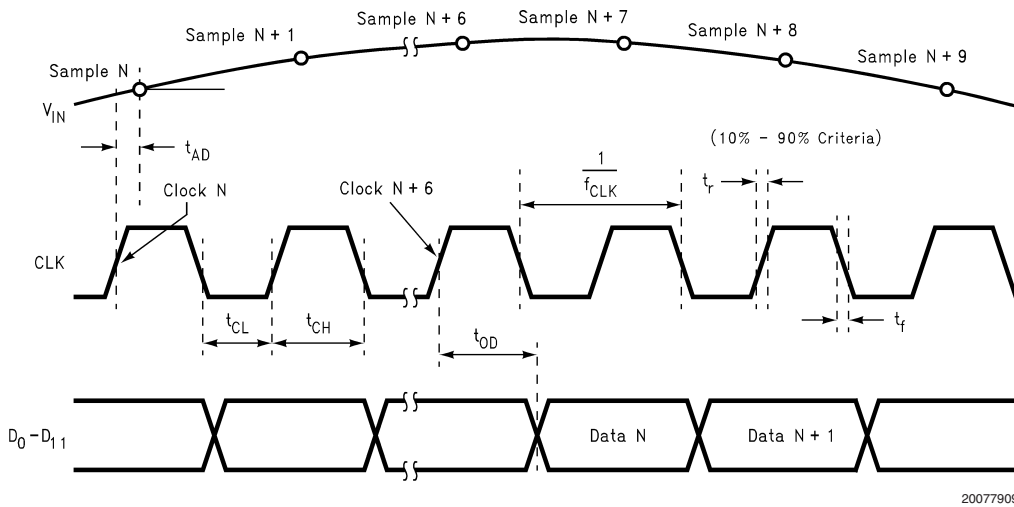 Sample N
Sample N + 1
Sample N + 6
Sample N + 7
Sample N + 8
Sample N + 9
V_IN
t_AD
(10% - 90% Criteria)
Clock N
Clock N + 6
1
f_CLK
t_r
CLK
t_CL
t_CH
t_OD
t_f
D_0-D_11
Data N
Data N + 1
20077909